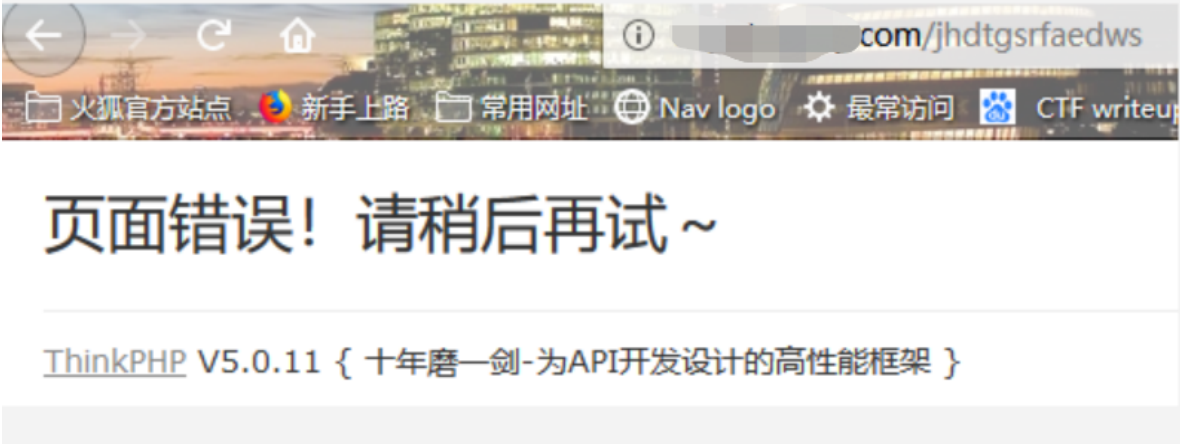 com/jhdtgsrfaedws
火狐官方站点 新手上路 常用网址 Nav logo 最常访问 du CTF writeup
页面错误！请稍后再试～
ThinkPHP V5.0.11 { 十年磨一剑-为API开发设计的高性能框架 }